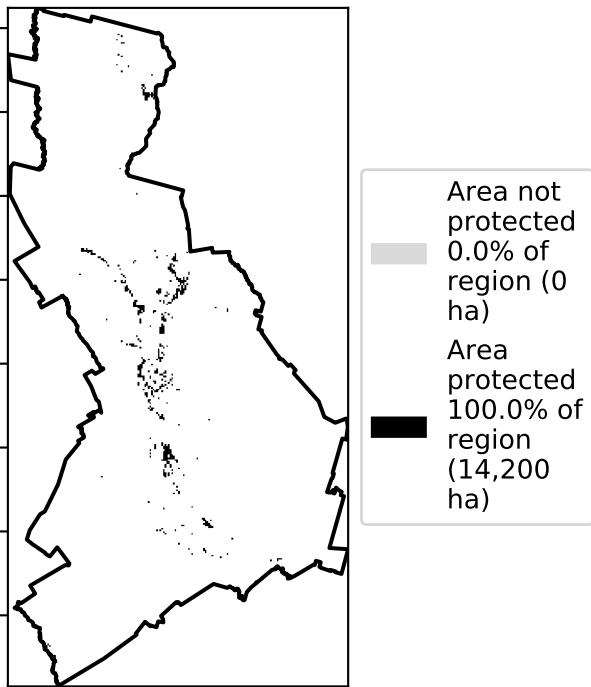 Area not
protected
0.0% of
region (0
ha)
Area
protected
100.0% of
region
(14,200
ha)